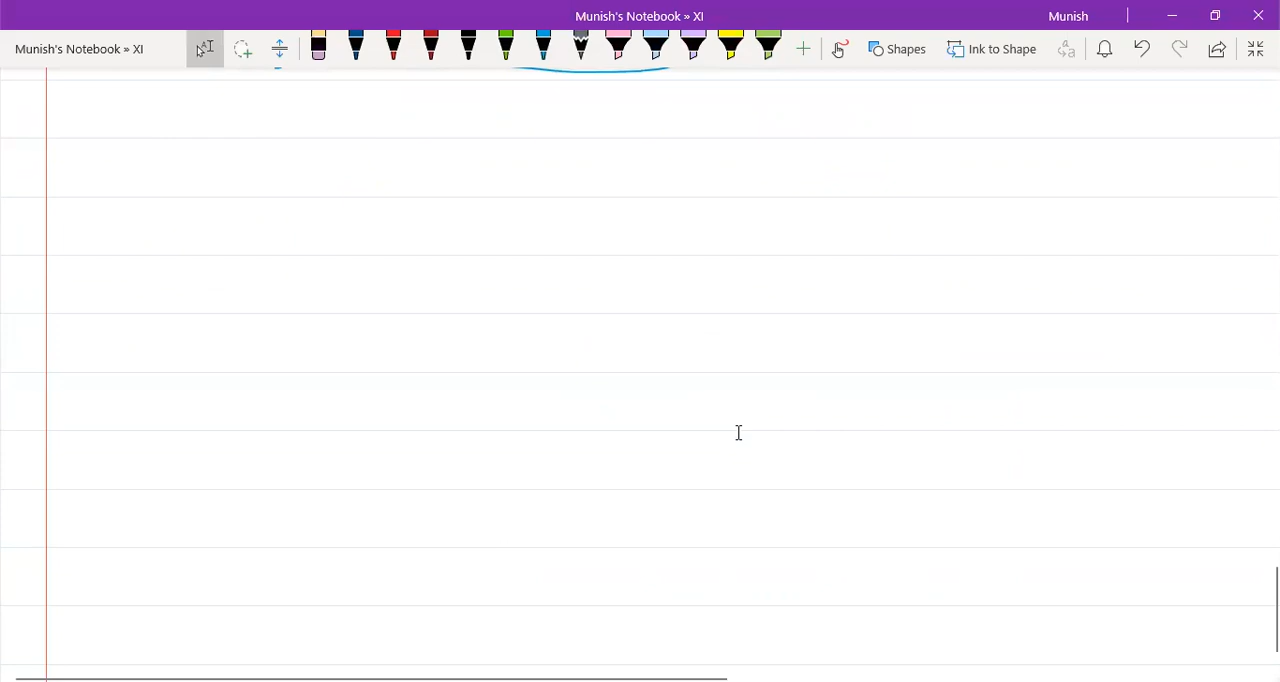 Munish's Notebook » XI
Munish
Munish's Notebook » XI
Shapes
Ink to Shape